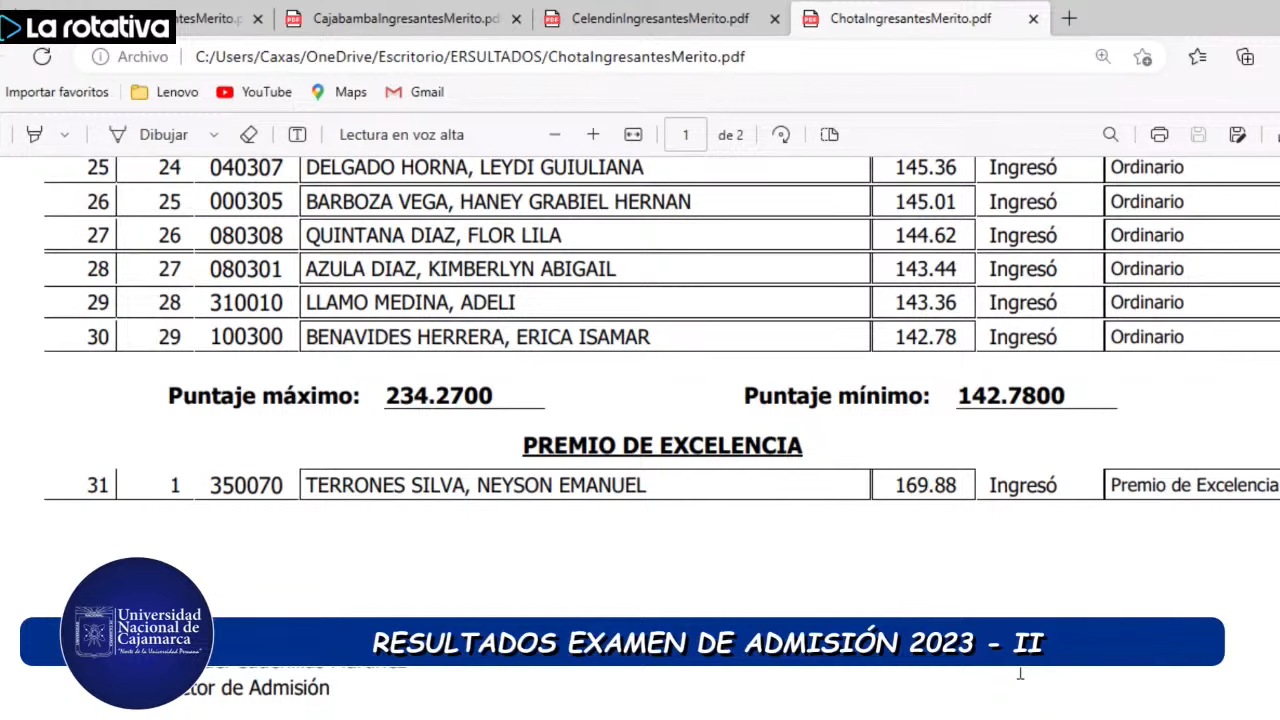 La rotativa
santesMerito.p
CajabambaIngresantesMerito.pd
CelendinIngresantesMerito.pdf
ChotaIngresantesMerito.pdf
Archivo
C:/Users/Caxas/OneDrive/Escritorio/ERSULTADOS/ChotaIngresantesMerito.pdf
Importar favoritos
Lenovo
YouTube
Maps
Gmail
Dibujar
Lectura en voz alta
1
de 2
25 24 040307 DELGADO HORNA, LEYDI GUIULIANA 145.36 Ingresó Ordinario
26 25 000305 BARBOZA VEGA, HANEY GRABIEL HERNAN 145.01 Ingresó Ordinario
27 26 080308 QUINTANA DIAZ, FLOR LILA 144.62 Ingresó Ordinario
28 27 080301 AZULA DIAZ, KIMBERLYN ABIGAIL 143.44 Ingresó Ordinario
29 28 310010 LLAMO MEDINA, ADELI 143.36 Ingresó Ordinario
30 29 100300 BENAVIDES HERRERA, ERICA ISAMAR 142.78 Ingresó Ordinario
Puntaje máximo: 234.2700 Puntaje mínimo: 142.7800
PREMIO DE EXCELENCIA
31 1 350070 TERRONES SILVA, NEYSON EMANUEL 169.88 Ingresó Premio de Excelencia
Universidad
Nacional de
Cajamarca
"Norte de la Universidad Peruana"
RESULTADOS EXAMEN DE ADMISIÓN 2023 - II
ctor de Admisión